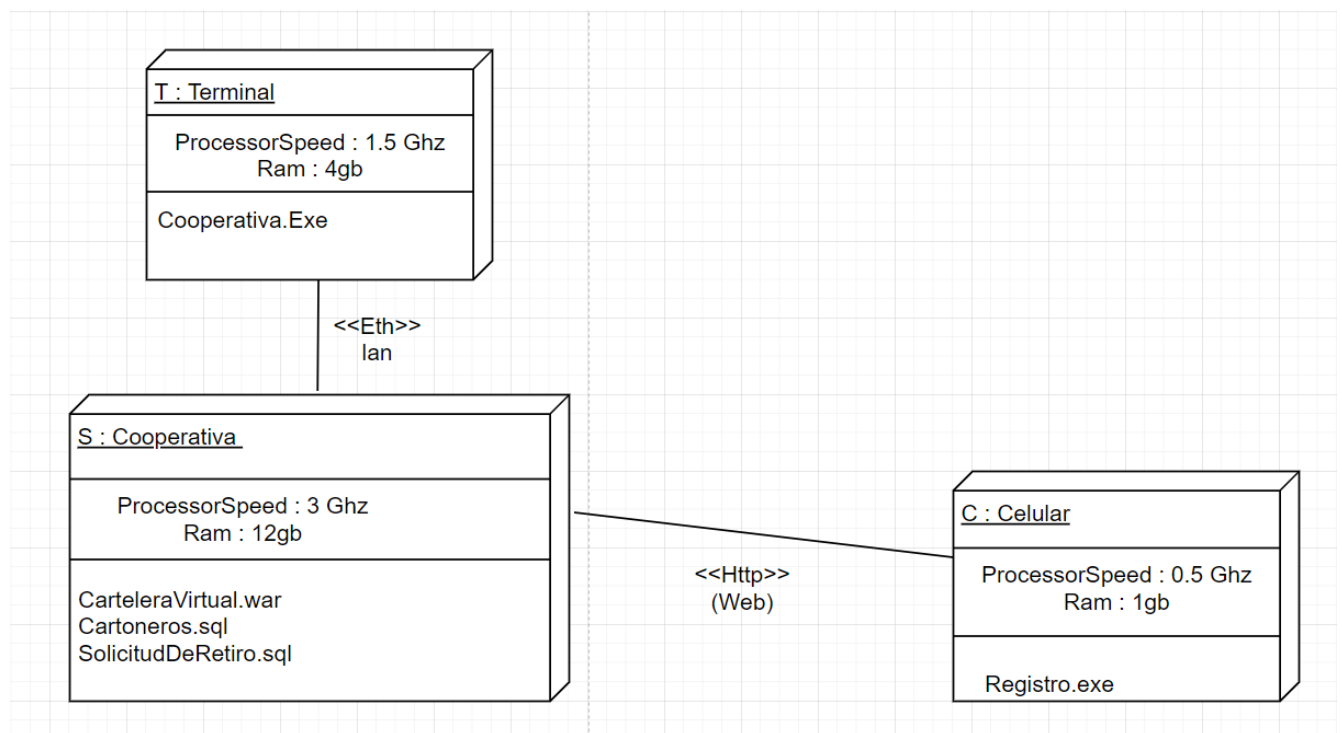 T : Terminal
ProcessorSpeed : 1.5 Ghz
Ram : 4gb
Cooperativa.Exe
<<Eth>>
lan
S : Cooperativa
ProcessorSpeed : 3 Ghz
Ram : 12gb
CarteleraVirtual.war
Cartoneros.sql
SolicitudDeRetiro.sql
<<Http>>
(Web)
C : Celular
ProcessorSpeed : 0.5 Ghz
Ram : 1gb
Registro.exe